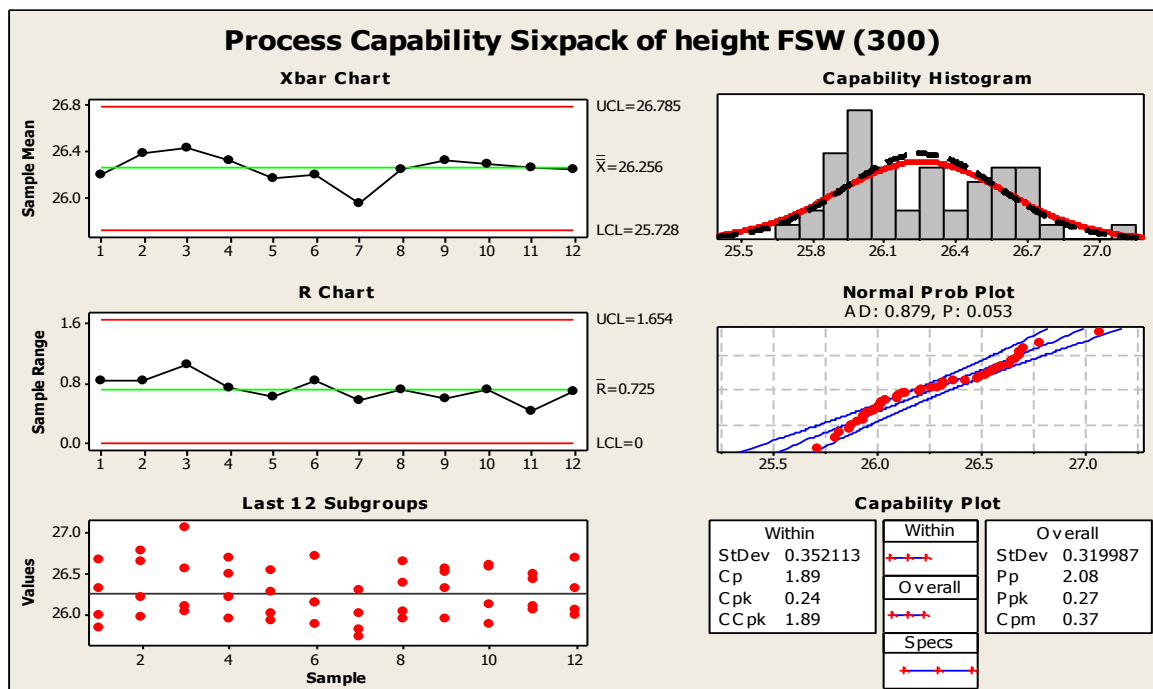 Process Capability Sixpack of height FSW (300)
Xbar Chart
Sample Mean
26.8
26.4
26.0
1 2 3 4 5 6 7 8 9 10 11 12
UCL=26.785
X=26.256
LCL=25.728
Capability Histogram
25.5 25.8 26.1 26.4 26.7 27.0
R Chart
Sample Range
1.6
0.8
0.0
1 2 3 4 5 6 7 8 9 10 11 12
UCL=1.654
R=0.725
LCL=0
Normal Prob Plot
AD: 0.879, P: 0.053
25.5 26.0 26.5 27.0
Last 12 Subgroups
Values
27.0
26.5
26.0
2 4 6 8 10 12
Sample
Capability Plot
Within
StDev 0.352113
Cp 1.89
Cpk 0.24
CCpk 1.89
Within
Overall
Specs
Overall
StDev 0.319987
Pp 2.08
Ppk 0.27
Cpm 0.37